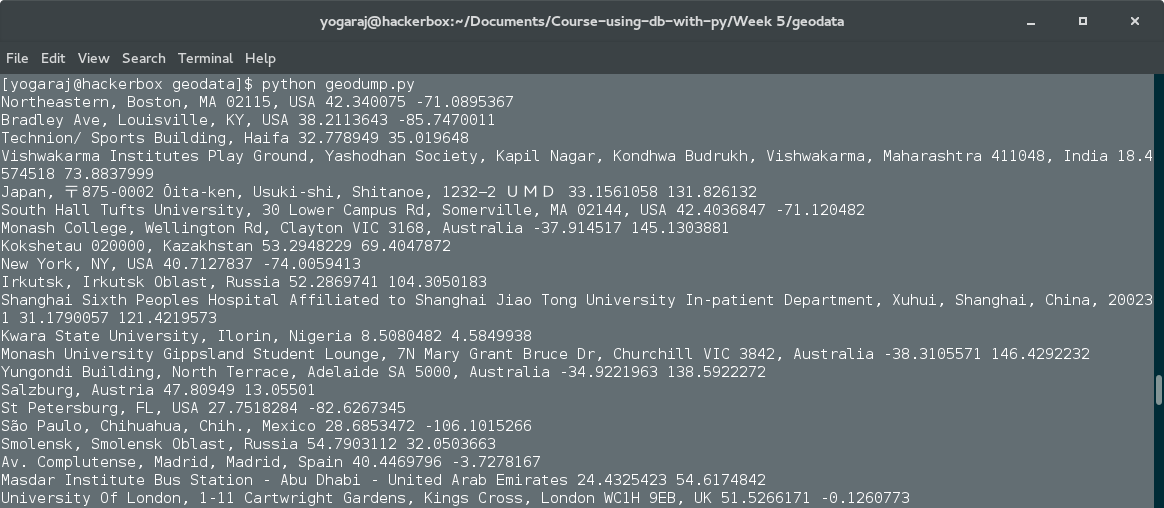 yogaraj@hackerbox:~/Documents/Course-using-db-with-py/Week 5/geodata
File Edit View Search Terminal Help
[yogaraj@hackerbox geodata]$ python geodump.py
Northeastern, Boston, MA 02115, USA 42.340075 -71.0895367
Bradley Ave, Louisville, KY, USA 38.2113643 -85.7470011
Technion/ Sports Building, Haifa 32.778949 35.019648
Vishwakarma Institutes Play Ground, Yashodhan Society, Kapil Nagar, Kondhwa Budrukh, Vishwakarma, Maharashtra 411048, India 18.4
574518 73.8837999
Japan, 〒875-0002 Ōita-ken, Usuki-shi, Shitanoe, 1232−2 ＵＭＤ 33.1561058 131.826132
South Hall Tufts University, 30 Lower Campus Rd, Somerville, MA 02144, USA 42.4036847 -71.120482
Monash College, Wellington Rd, Clayton VIC 3168, Australia -37.914517 145.1303881
Kokshetau 020000, Kazakhstan 53.2948229 69.4047872
New York, NY, USA 40.7127837 -74.0059413
Irkutsk, Irkutsk Oblast, Russia 52.2869741 104.3050183
Shanghai Sixth Peoples Hospital Affiliated to Shanghai Jiao Tong University In-patient Department, Xuhui, Shanghai, China, 20023
1 31.1790057 121.4219573
Kwara State University, Ilorin, Nigeria 8.5080482 4.5849938
Monash University Gippsland Student Lounge, 7N Mary Grant Bruce Dr, Churchill VIC 3842, Australia -38.3105571 146.4292232
Yungondi Building, North Terrace, Adelaide SA 5000, Australia -34.9221963 138.5922272
Salzburg, Austria 47.80949 13.05501
St Petersburg, FL, USA 27.7518284 -82.6267345
São Paulo, Chihuahua, Chih., Mexico 28.6853472 -106.1015266
Smolensk, Smolensk Oblast, Russia 54.7903112 32.0503663
Av. Complutense, Madrid, Madrid, Spain 40.4469796 -3.7278167
Masdar Institute Bus Station - Abu Dhabi - United Arab Emirates 24.4325423 54.6174842
University Of London, 1-11 Cartwright Gardens, Kings Cross, London WC1H 9EB, UK 51.5266171 -0.1260773